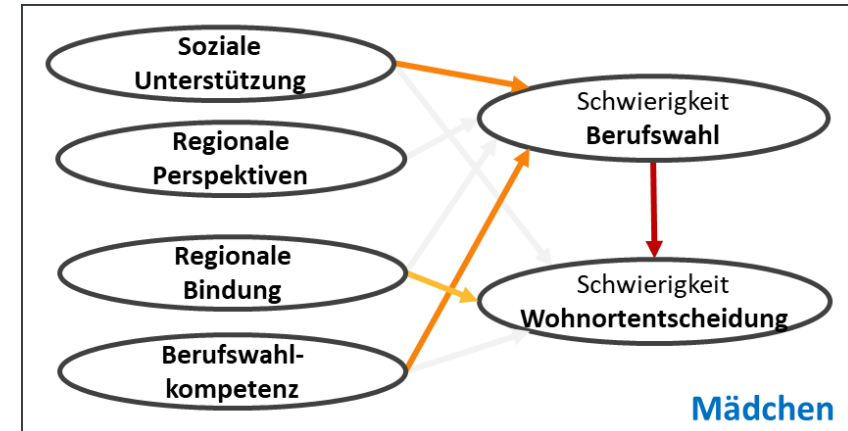 Soziale
Unterstützung
Regionale
Perspektiven
Regionale
Bindung
Berufswahl-
kompetenz
Schwierigkeit
Berufswahl
Schwierigkeit
Wohnortentscheidung
Mädchen